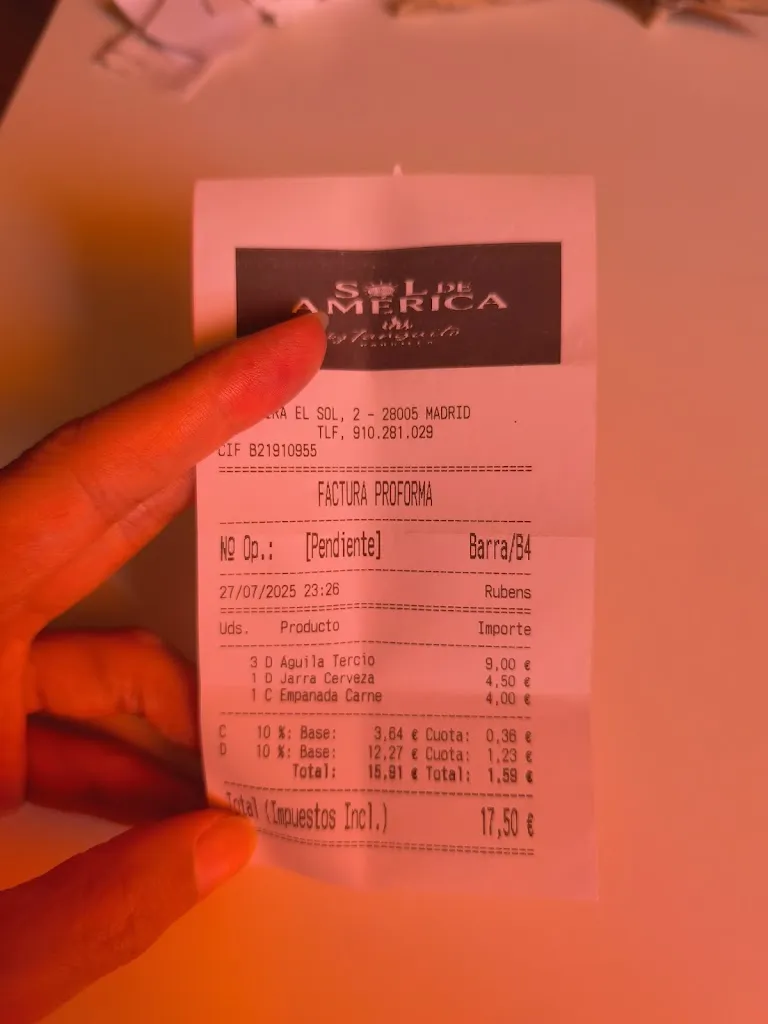 SOL DE
AMERICA
ERA EL SOL, 2 - 28005 MADRID
TLF, 910.281.029
CIF B21910955
FACTURA PROFORMA
Nº Op.: [Pendiente] Barra/B4
27/07/2025 23:26 Rubens
Uds. Producto Importe
3 D Aguila Tercio 9,00 €
1 D Jarra Cerveza 4,50 €
1 C Empanada Carne 4,00 €
C 10 %: Base: 3,64 € Cuota: 0,36 €
D 10 %: Base: 12,27 € Cuota: 1,23 €
Total: 15,91 € Total: 1,59 €
Total (Impuestos Incl.) 17,50 €